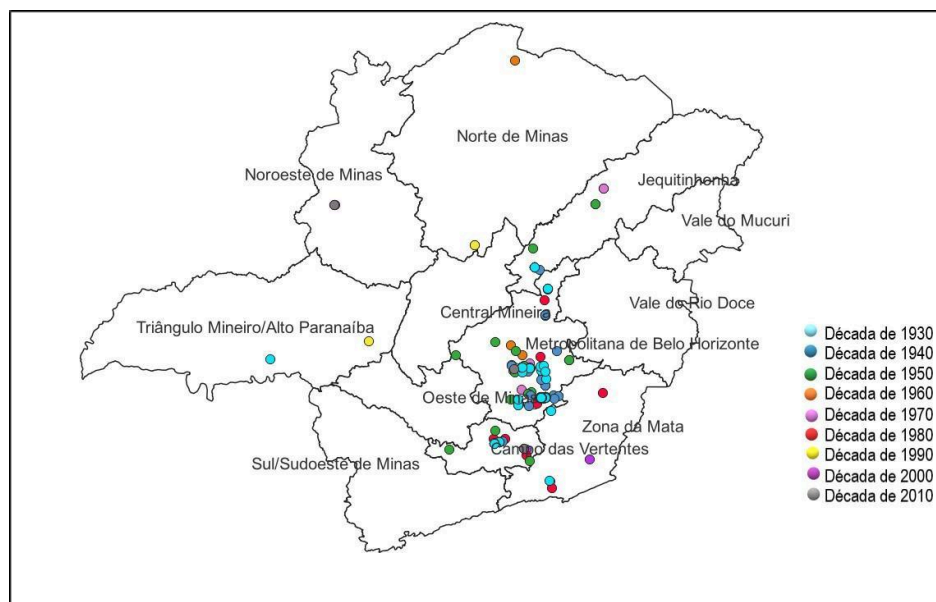 Norte de Minas
Noroeste de Minas
Jequitinhonha
Vale do Mucuri
Central Mineira
Vale do Rio Doce
Triângulo Mineiro/Alto Paranaíba
Metropolitana de Belo Horizonte
Oeste de Minas
Zona da Mata
Campo das Vertentes
Sul/Sudoeste de Minas
Década de 1930
Década de 1940
Década de 1950
Década de 1960
Década de 1970
Década de 1980
Década de 1990
Década de 2000
Década de 2010